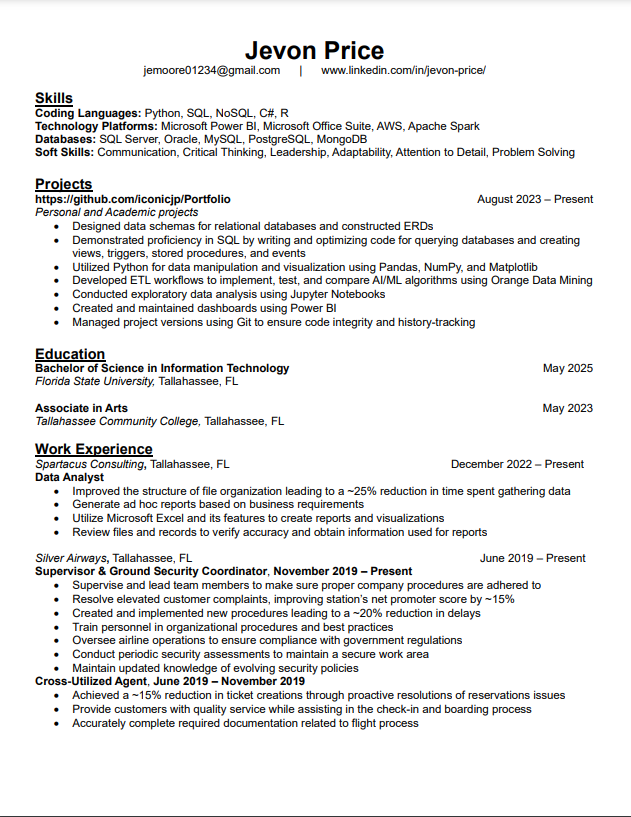 Jevon Price
jemoore01234@gmail.com | www.linkedin.com/in/jevon-price/
Skills
Coding Languages: Python, SQL, NoSQL, C#, R
Technology Platforms: Microsoft Power BI, Microsoft Office Suite, AWS, Apache Spark
Databases: SQL Server, Oracle, MySQL, PostgreSQL, MongoDB
Soft Skills: Communication, Critical Thinking, Leadership, Adaptability, Attention to Detail, Problem Solving
Projects
https://github.com/iconicjp/Portfolio August 2023 – Present
Personal and Academic projects
• Designed data schemas for relational databases and constructed ERDs
• Demonstrated proficiency in SQL by writing and optimizing code for querying databases and creating
views, triggers, stored procedures, and events
• Utilized Python for data manipulation and visualization using Pandas, NumPy, and Matplotlib
• Developed ETL workflows to implement, test, and compare AI/ML algorithms using Orange Data Mining
• Conducted exploratory data analysis using Jupyter Notebooks
• Created and maintained dashboards using Power BI
• Managed project versions using Git to ensure code integrity and history-tracking
Education
Bachelor of Science in Information Technology May 2025
Florida State University, Tallahassee, FL
Associate in Arts May 2023
Tallahassee Community College, Tallahassee, FL
Work Experience
Spartacus Consulting, Tallahassee, FL December 2022 – Present
Data Analyst
• Improved the structure of file organization leading to a ~25% reduction in time spent gathering data
• Generate ad hoc reports based on business requirements
• Utilize Microsoft Excel and its features to create reports and visualizations
• Review files and records to verify accuracy and obtain information used for reports
Silver Airways, Tallahassee, FL June 2019 – Present
Supervisor & Ground Security Coordinator, November 2019 – Present
• Supervise and lead team members to make sure proper company procedures are adhered to
• Resolve elevated customer complaints, improving station's net promoter score by ~15%
• Created and implemented new procedures leading to a ~20% reduction in delays
• Train personnel in organizational procedures and best practices
• Oversee airline operations to ensure compliance with government regulations
• Conduct periodic security assessments to maintain a secure work area
• Maintain updated knowledge of evolving security policies
Cross-Utilized Agent, June 2019 – November 2019
• Achieved a ~15% reduction in ticket creations through proactive resolutions of reservations issues
• Provide customers with quality service while assisting in the check-in and boarding process
• Accurately complete required documentation related to flight process